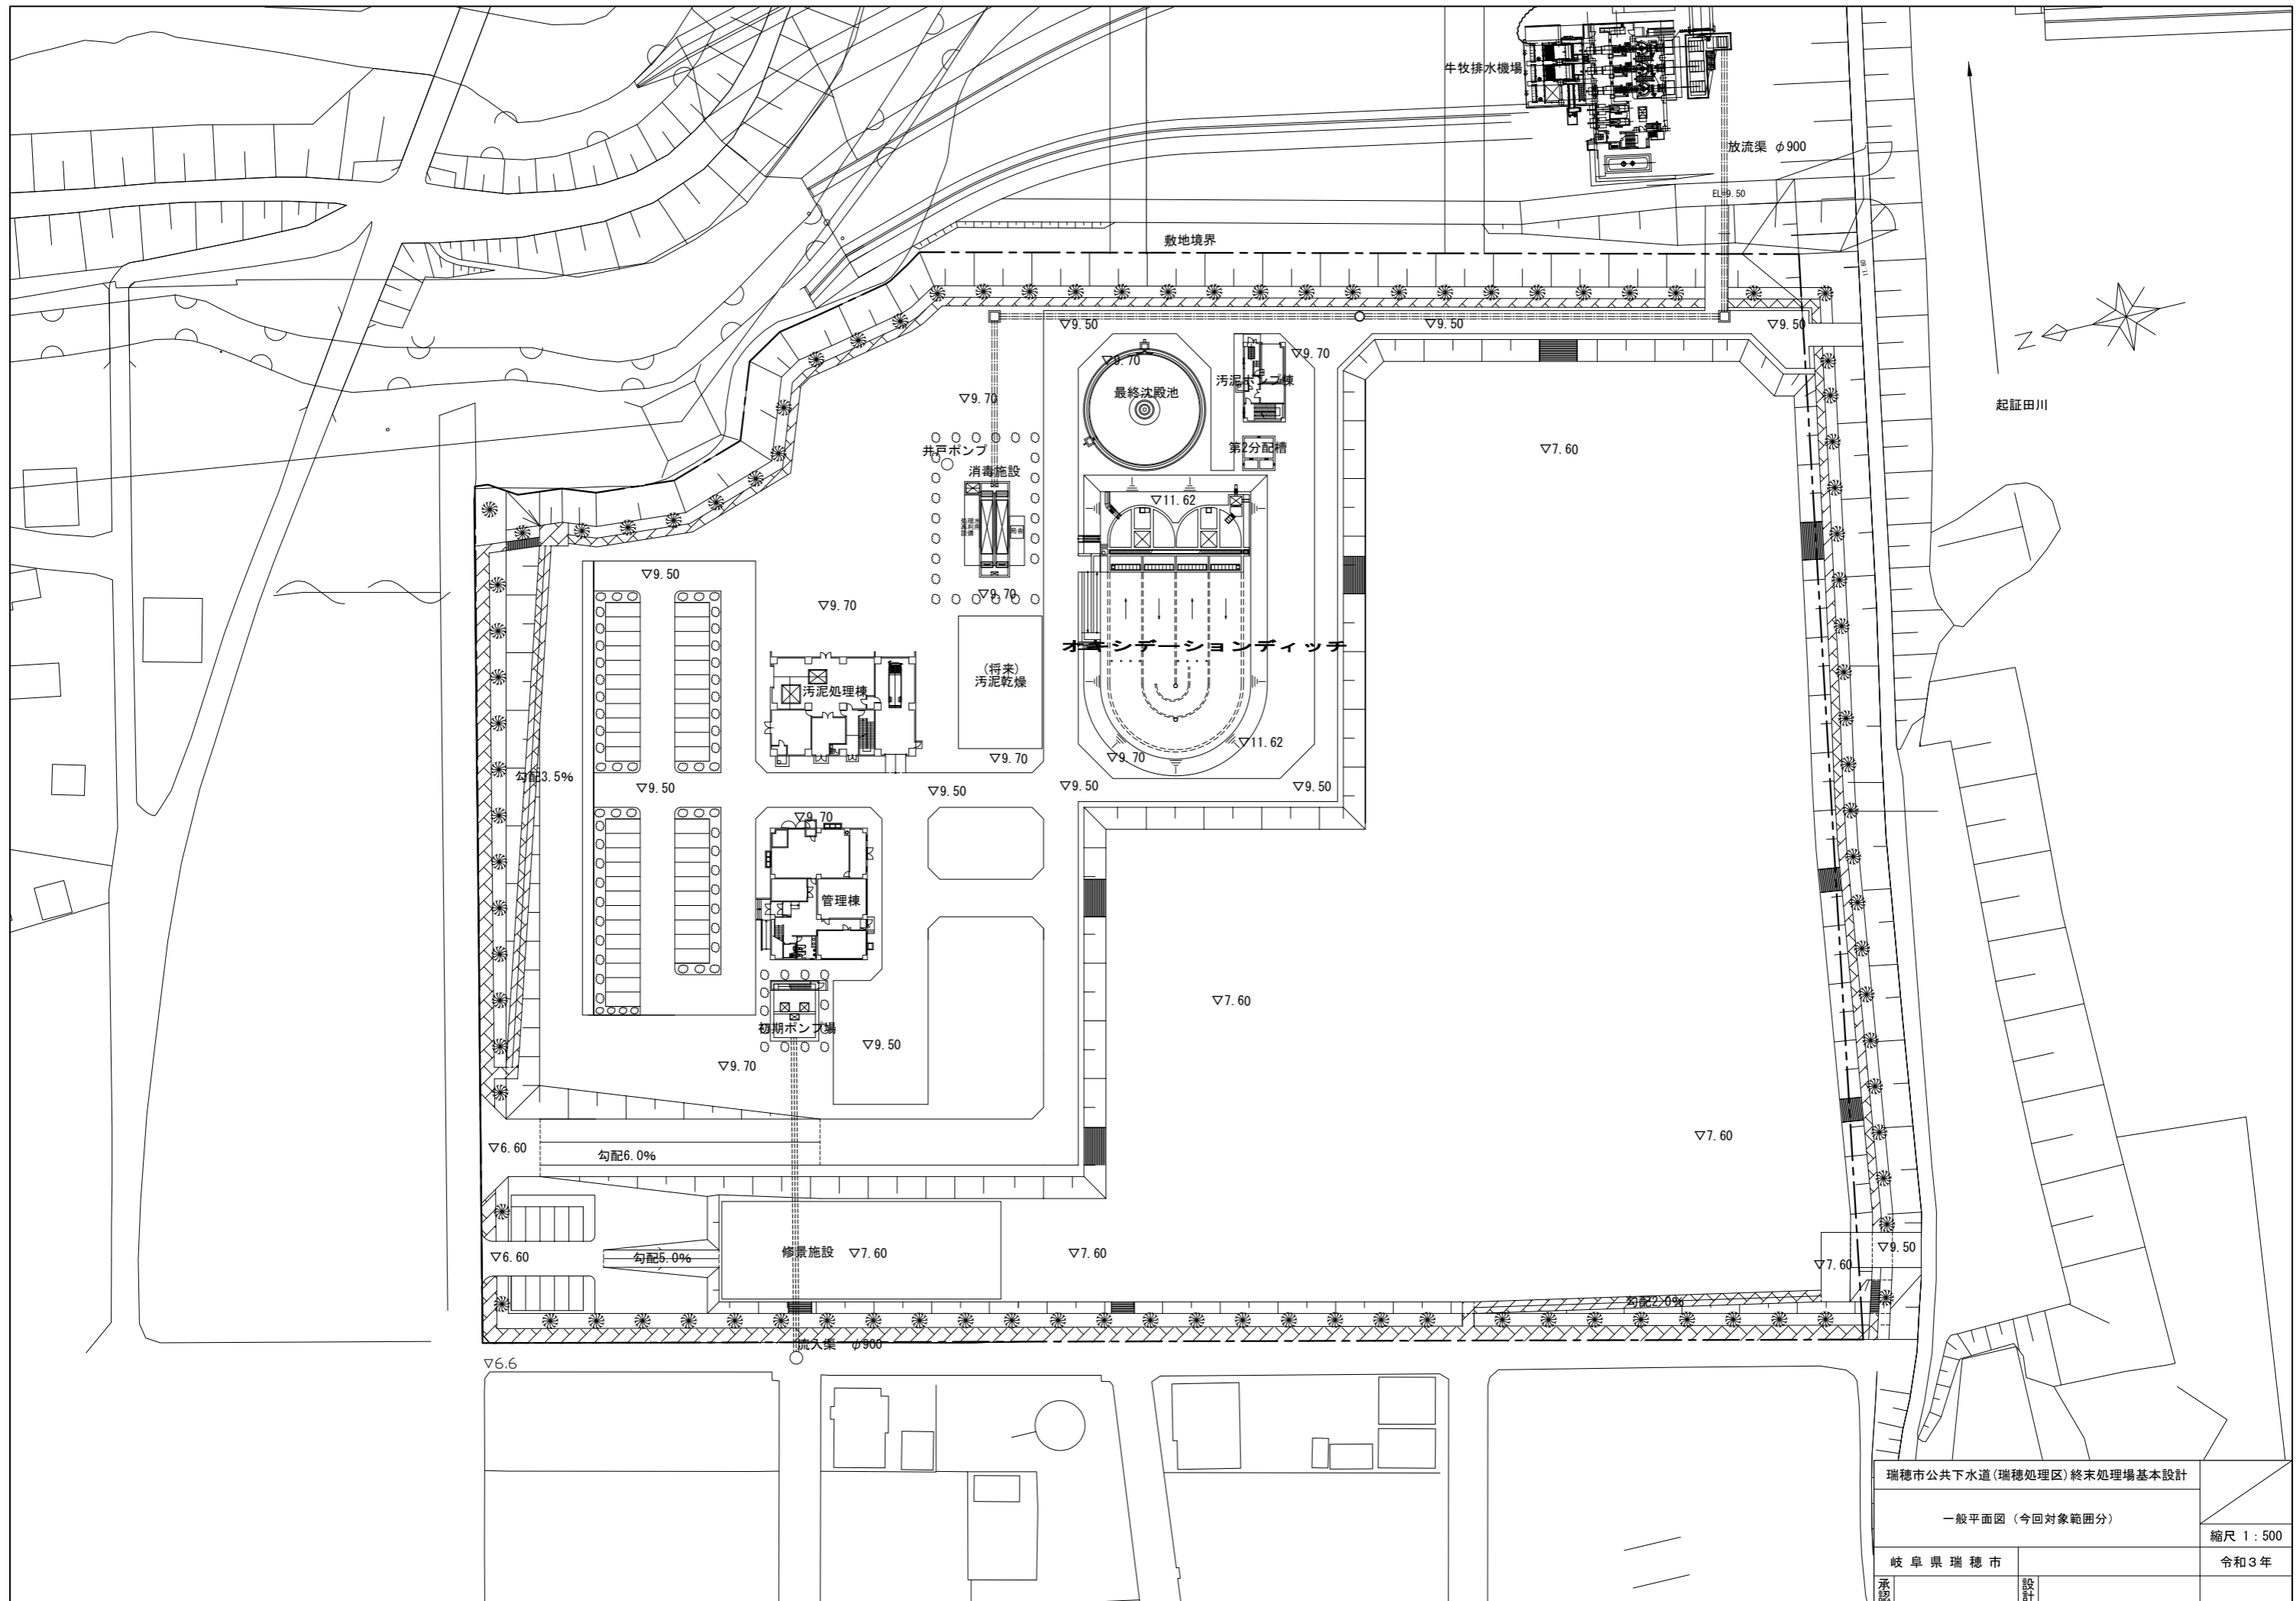 牛牧排水機場
放流渠 φ900
EL=9.50
敷地境界
▽9.50
▽9.50
▽9.50
▽9.70
▽9.70
最終沈殿池
汚泥ポンプ棟
▽9.70
起証田川
N
井戸ポンプ
消毒施設
第2分配槽
▽7.60
▽11.62
▽9.50
▽9.70
▽9.70
オキシデーションディッチ
(将来)
汚泥乾燥
汚泥処理棟
▽11.62
▽9.70
▽9.70
勾配3.5%
▽9.50
▽9.50
▽9.50
▽9.50
▽9.70
管理棟
▽7.60
初期ポンプ場
▽9.50
▽9.70
▽7.60
▽6.60
勾配6.0%
▽6.60
勾配5.0%
修景施設 ▽7.60
▽7.60
▽9.50
▽7.60
勾配2.0%
流入渠 φ900
▽6.6
瑞穂市公共下水道(瑞穂処理区)終末処理場基本設計
一般平面図(今回対象範囲分)
縮尺 1:500
岐阜県瑞穂市
令和3年
承認
設計